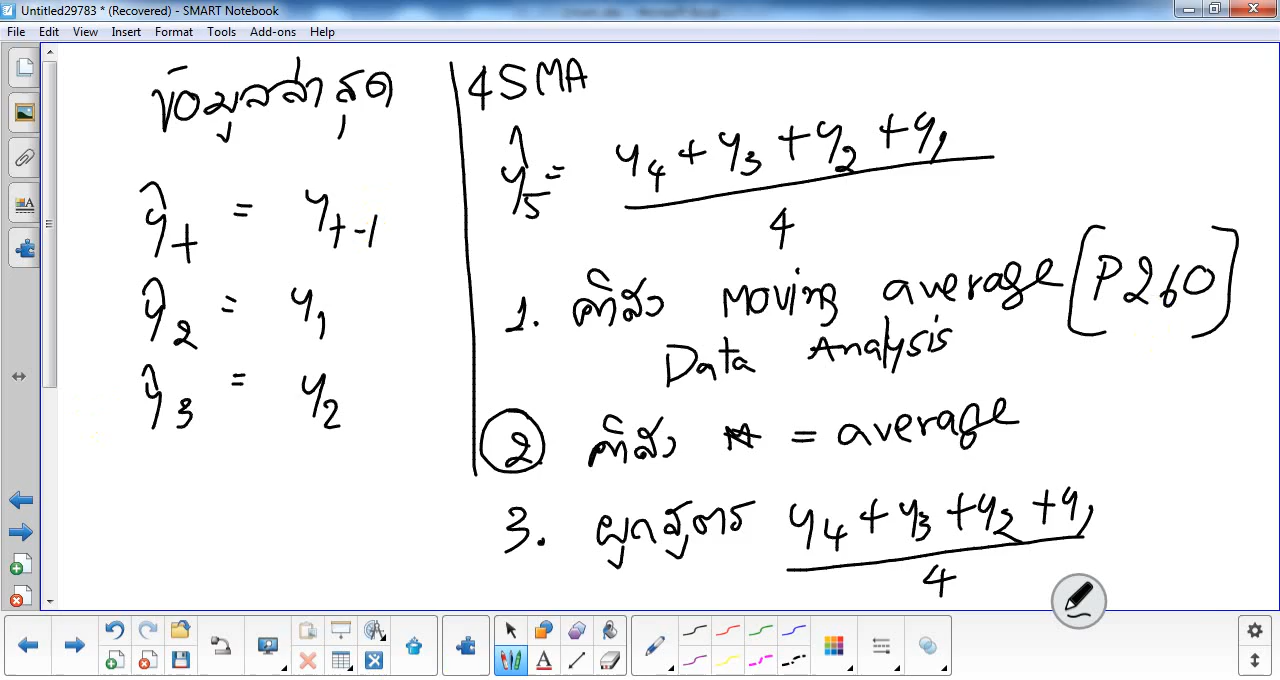 Untitled29783 * (Recovered) - SMART Notebook
File Edit View Insert Format Tools Add-ons Help
ข้อมูลล่าสุด
ŷt = yt-1
ŷ2 = y1
ŷ3 = y2
4SMA
ŷ5 = y4 + y3 + y2 + y1
4
1. คำสั่ง Moving average [P260]
Data Analysis
2 คำสั่ง = average
3. ผูกสูตร y4 + y3 + y2 + y1
4